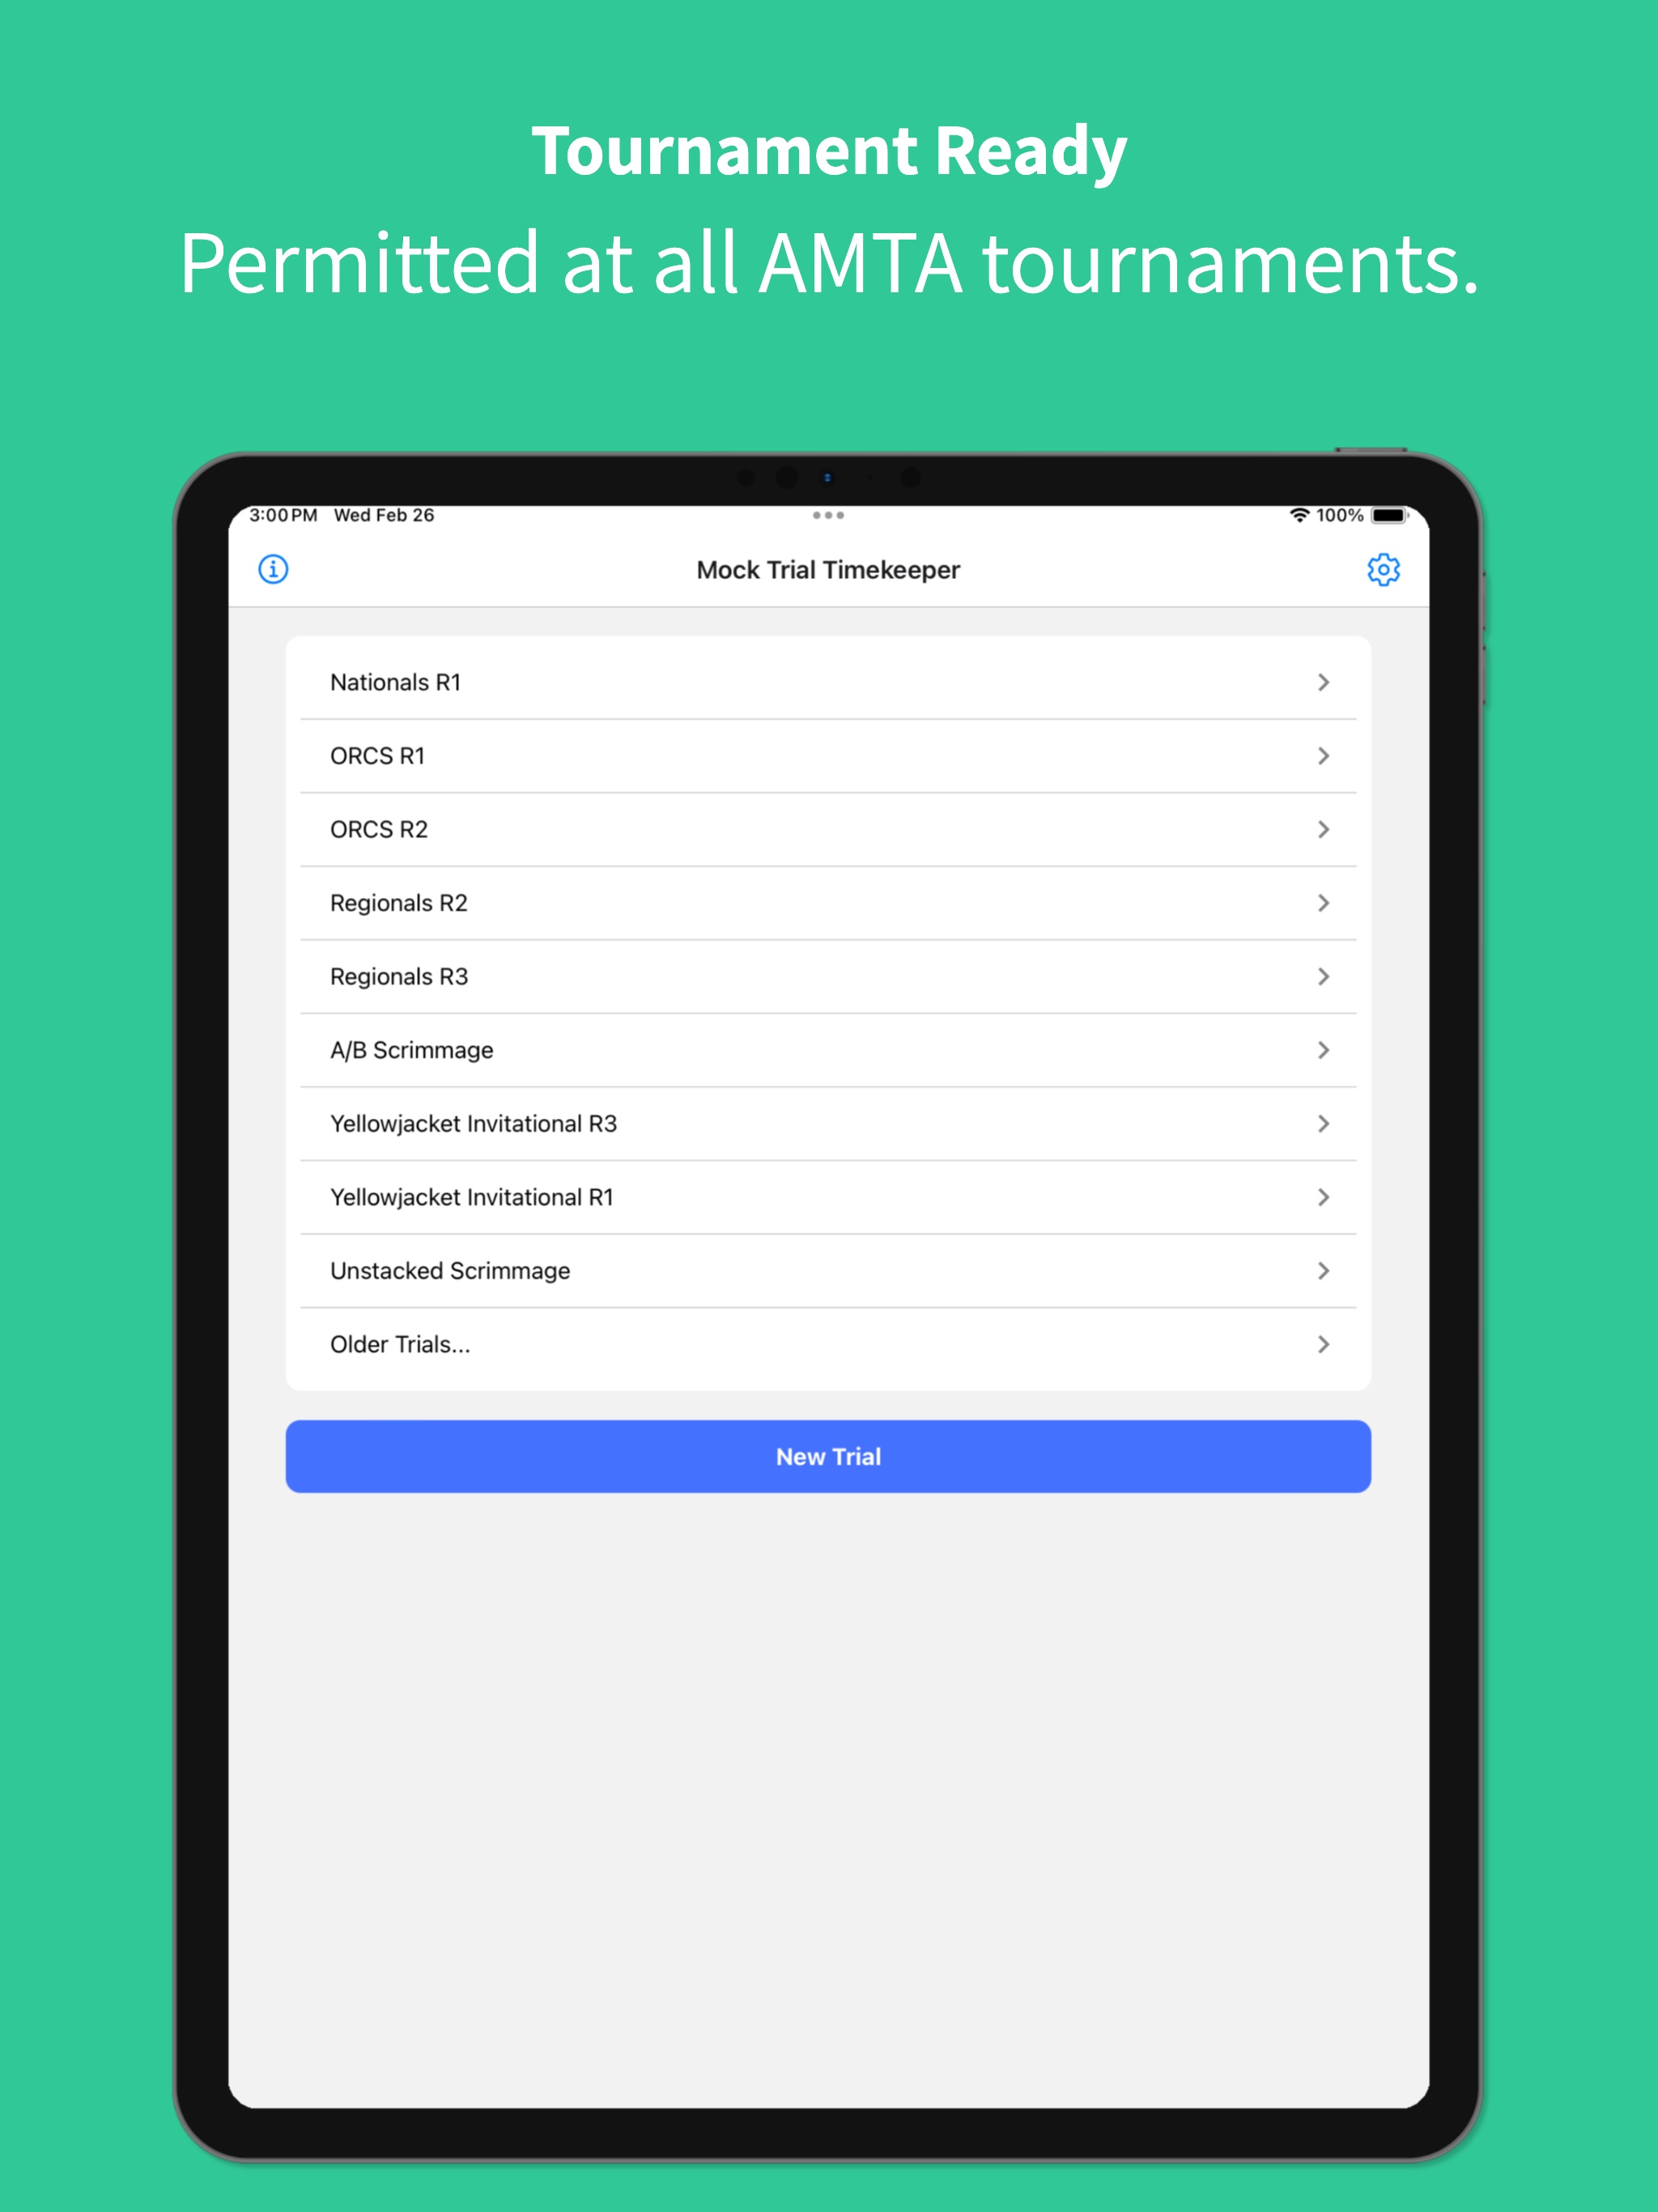 Tournament Ready
Permitted at all AMTA tournaments.
3:00 PM Wed Feb 26
100%
Mock Trial Timekeeper
Nationals R1
ORCS R1
ORCS R2
Regionals R2
Regionals R3
A/B Scrimmage
Yellowjacket Invitational R3
Yellowjacket Invitational R1
Unstacked Scrimmage
Older Trials...
New Trial